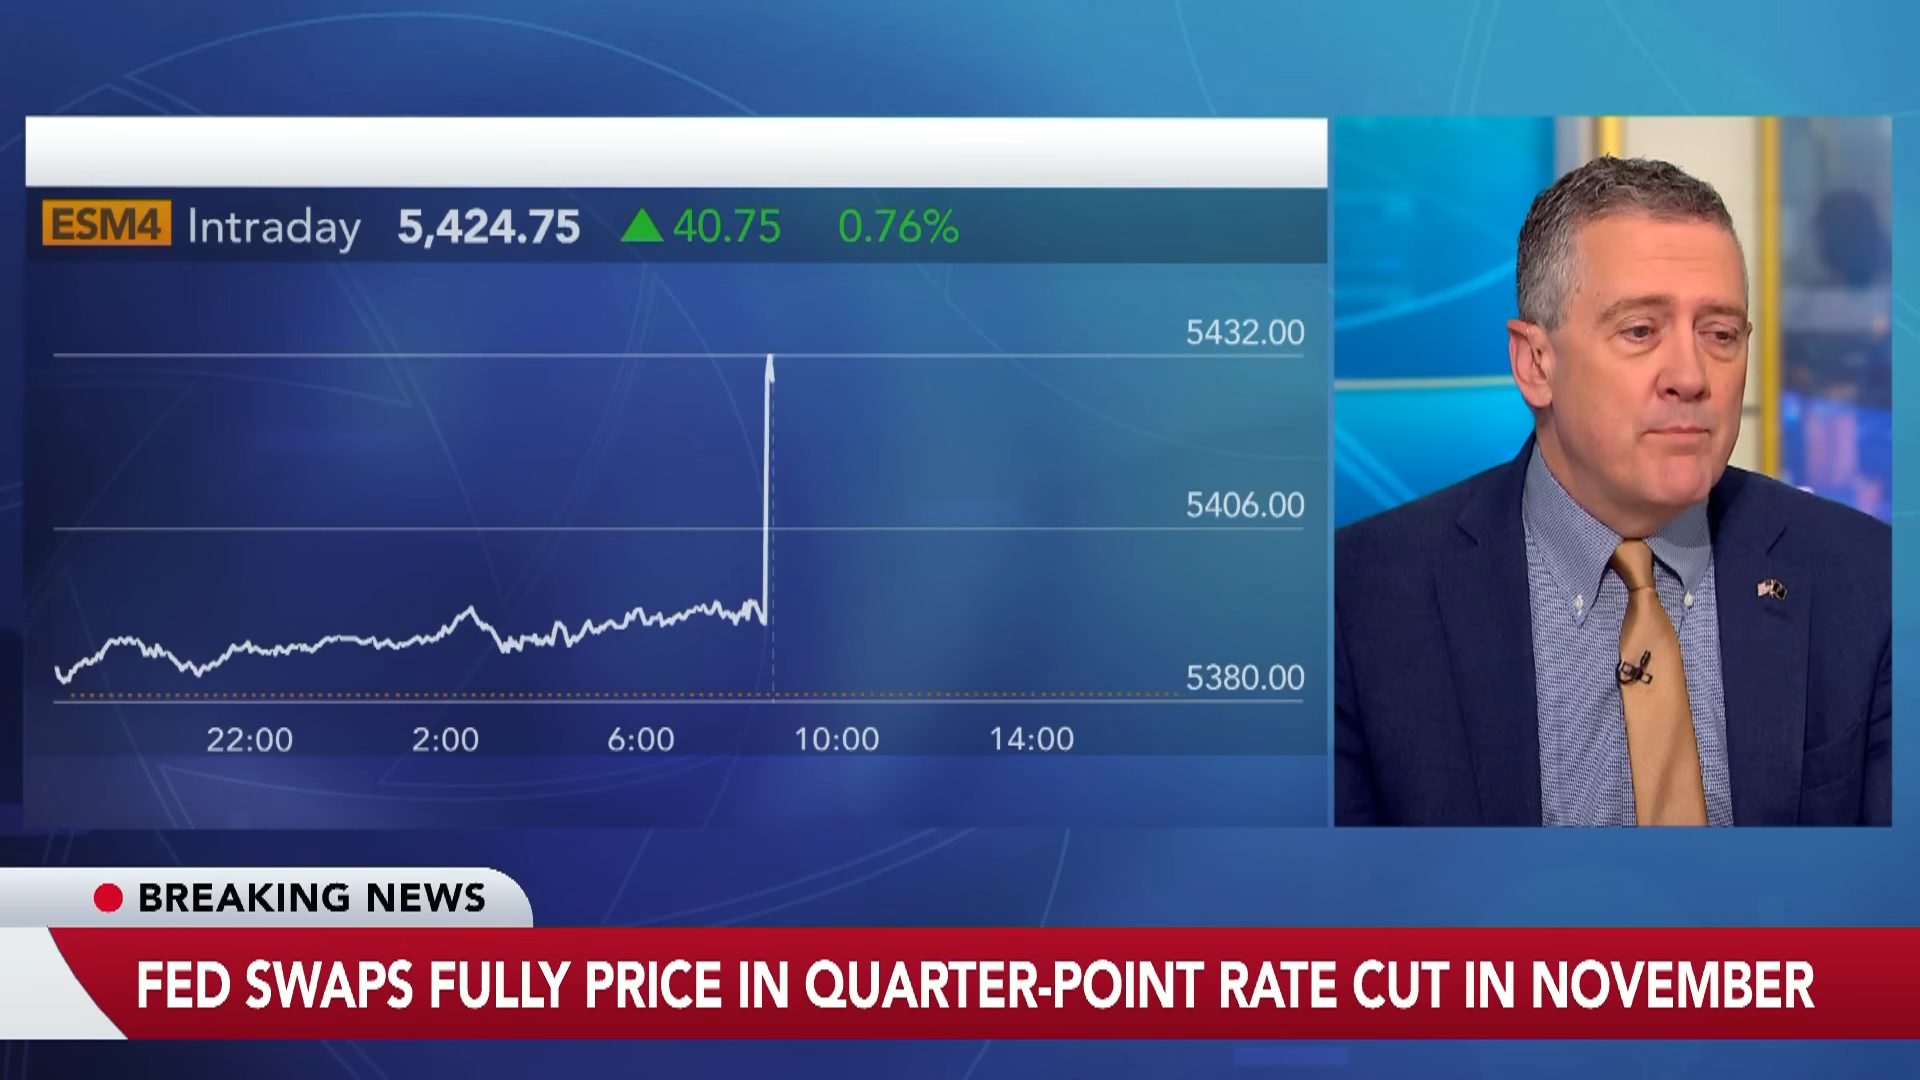 ESM4 Intraday 5,424.75 ▲ 40.75 0.76%
5432.00
5406.00
5380.00
22:00 2:00 6:00 10:00 14:00
BREAKING NEWS
FED SWAPS FULLY PRICE IN QUARTER-POINT RATE CUT IN NOVEMBER